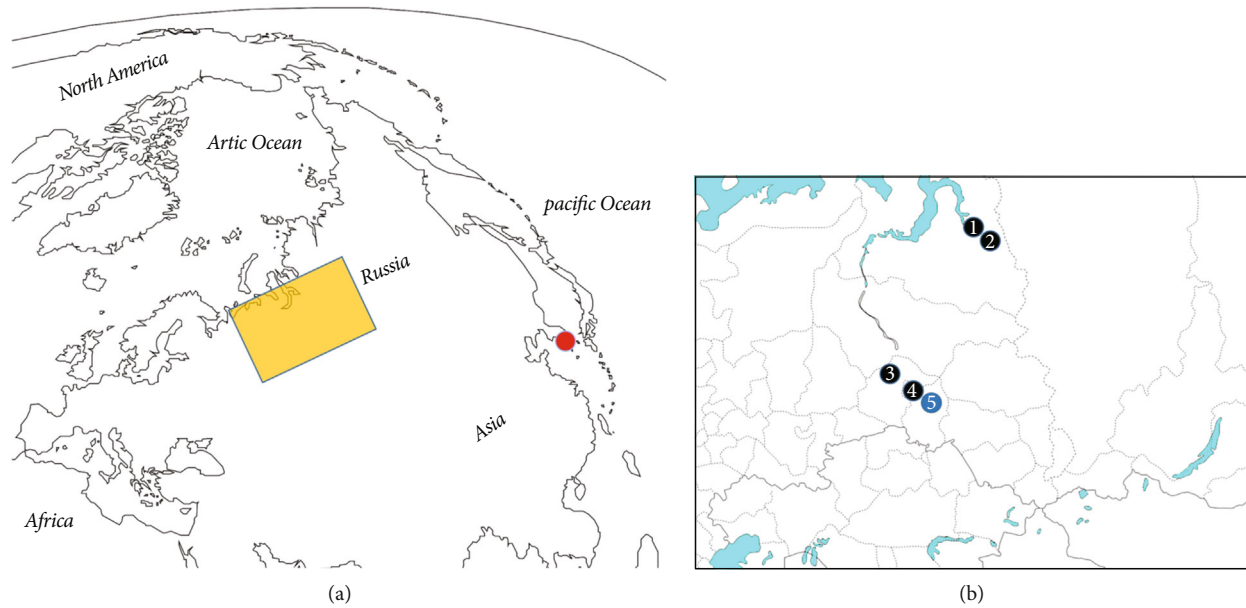 North America
Artic Ocean
pacific Ocean
Russia
Asia
Africa
(a)
1
2
3
4
5
(b)